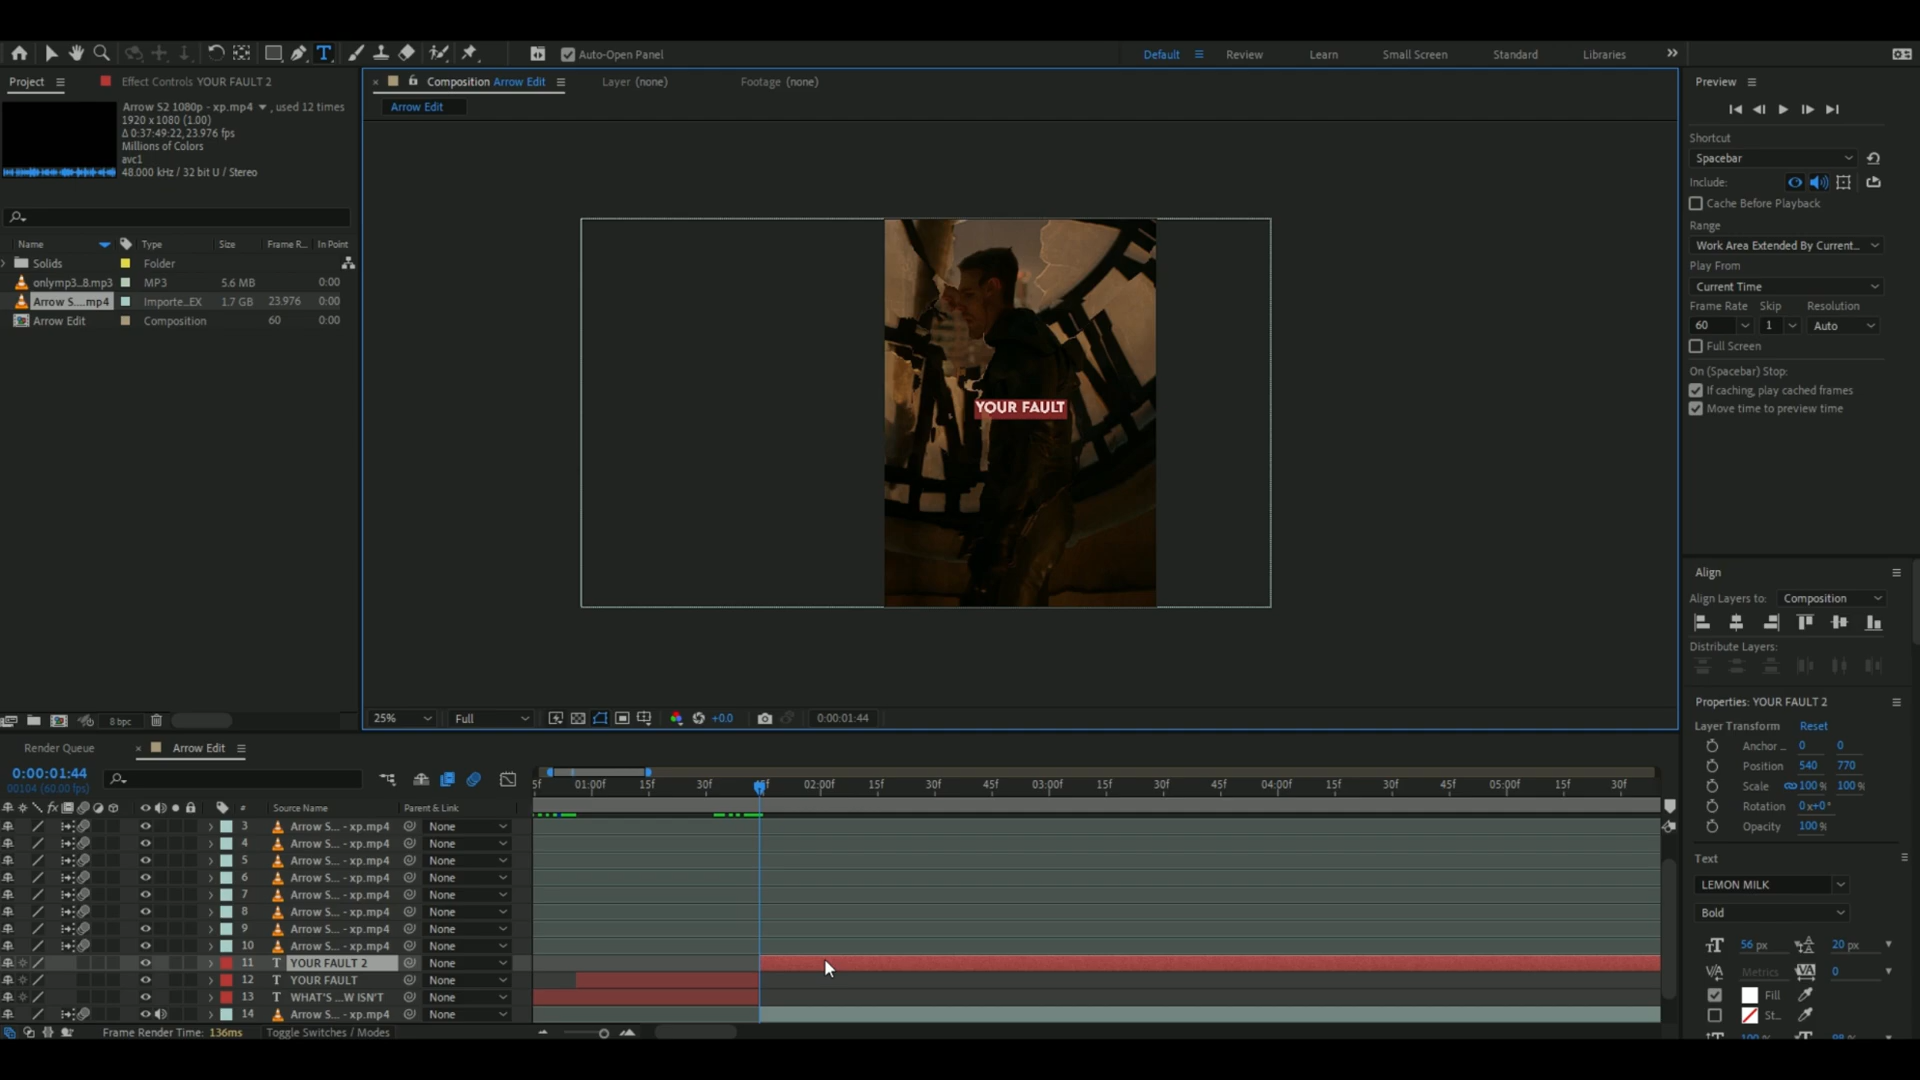 Auto-Open Panel
Default
Review
Learn
Small Screen
Standard
Libraries
Project
Effect Controls YOUR FAULT 2
Arrow S2 1080p - xp.mp4, used 12 times
1920 x 1080 (1.00)
Δ 0:37:49:22, 23.976 fps
Millions of Colors
avc1
48.000 kHz / 32 bit U / Stereo
Name
Type
Size
Frame R...
In Point
Solids
Folder
onlymp3...8.mp3
MP3
5.6 MB
0:00
Arrow S....mp4
Importe...EX
1.7 GB
23.976
0:00
Arrow Edit
Composition
60
0:00
8 bpc
Composition Arrow Edit
Layer (none)
Footage (none)
Arrow Edit
YOUR FAULT
25%
Full
+0.0
0:00:01:44
Preview
Shortcut
Spacebar
Include:
Cache Before Playback
Range
Work Area Extended By Current...
Play From
Current Time
Frame Rate
Skip
Resolution
60
1
Auto
Full Screen
On (Spacebar) Stop:
If caching, play cached frames
Move time to preview time
Align
Align Layers to:
Composition
Distribute Layers:
Properties: YOUR FAULT 2
Layer Transform
Reset
Anchor ...
0
0
Position
540
770
Scale
100 %
100 %
Rotation
0x+0°
Opacity
100 %
Text
LEMON MILK
Bold
56 px
20 px
Metrics
0
Fill
St...
Render Queue
Arrow Edit
0:00:01:44
00104 (60.00 fps)
5f
01:00f
15f
30f
02:00f
15f
30f
45f
03:00f
15f
30f
45f
04:00f
15f
30f
45f
05:00f
15f
30f
#
Source Name
Parent & Link
3
Arrow S... - xp.mp4
None
4
Arrow S... - xp.mp4
None
5
Arrow S... - xp.mp4
None
6
Arrow S... - xp.mp4
None
7
Arrow S... - xp.mp4
None
8
Arrow S... - xp.mp4
None
9
Arrow S... - xp.mp4
None
10
Arrow S... - xp.mp4
None
11
T
YOUR FAULT 2
None
12
T
YOUR FAULT
None
13
T
WHAT'S ...W ISN'T
None
14
Arrow S... - xp.mp4
None
Frame Render Time: 136ms
Toggle Switches / Modes